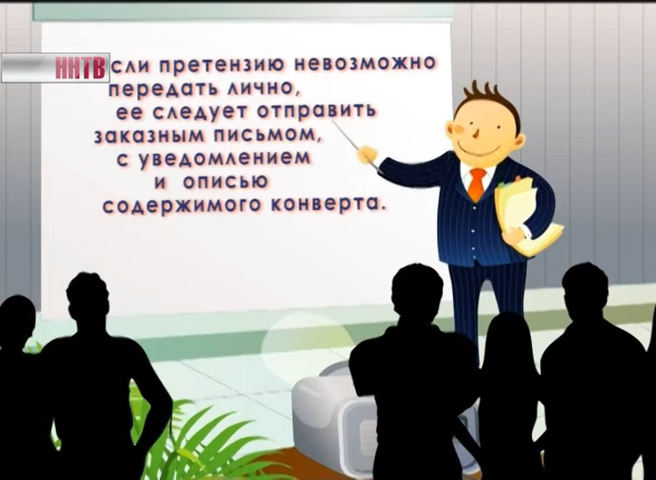 ННТВ
сли претензию невозможно
передать лично,
ее следует отправить
заказным письмом,
с уведомлением
и описью
содержимого конверта.